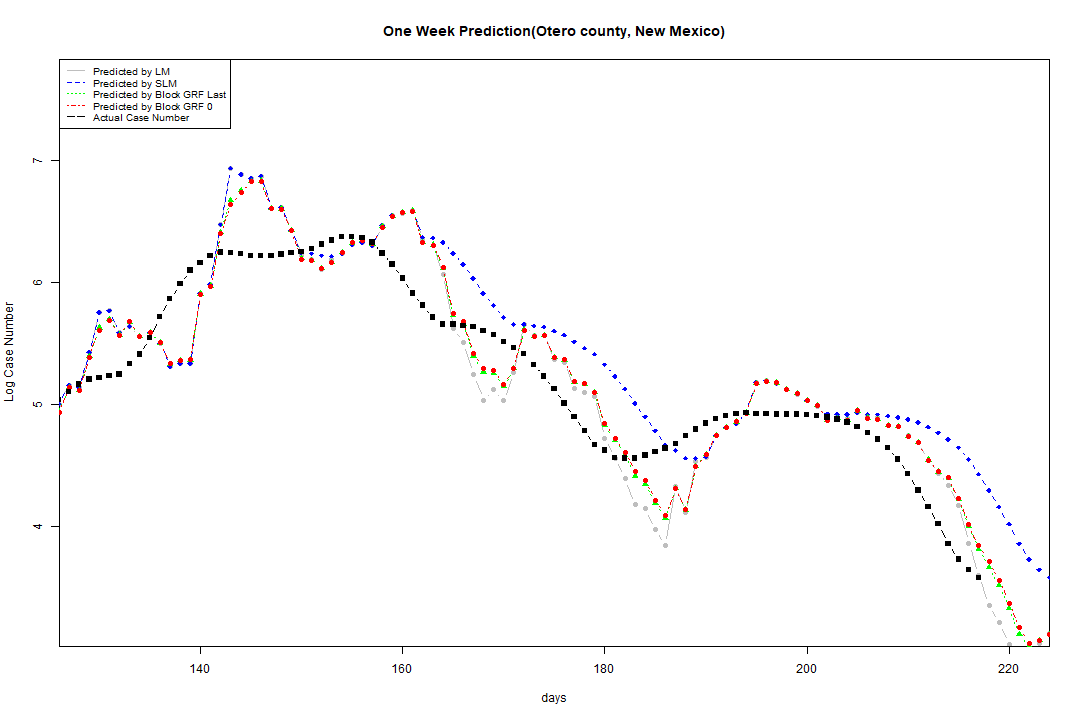 One Week Prediction(Otero county, New Mexico)
Predicted by LM
Predicted by SLM
Predicted by Block GRF Last
Predicted by Block GRF 0
Actual Case Number
7
6
5
4
Log Case Number
140 160 180 200 220
days